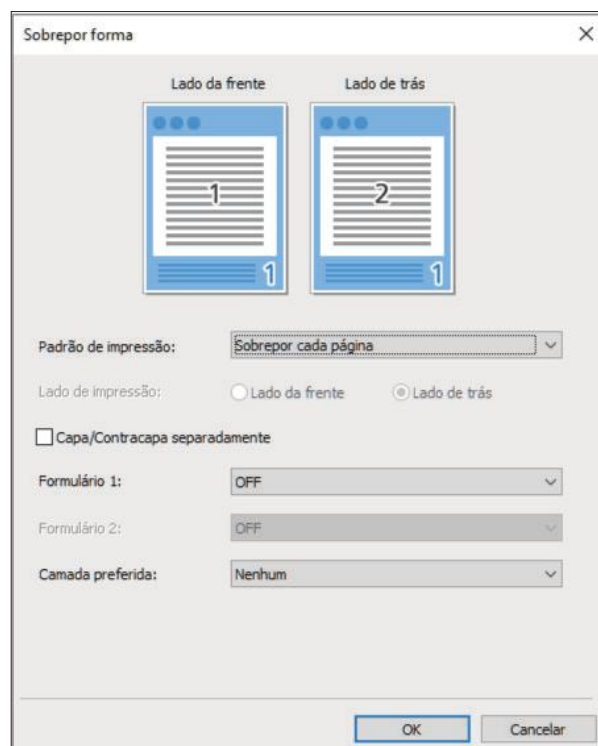 Sobrepor forma
Lado da frente Lado de trás
1 2
1 1
Padrão de impressão: Sobrepor cada página
Lado de impressão: Lado da frente Lado de trás
Capa/Contracapa separadamente
Formulário 1: OFF
Formulário 2: OFF
Camada preferida: Nenhum
OK Cancelar